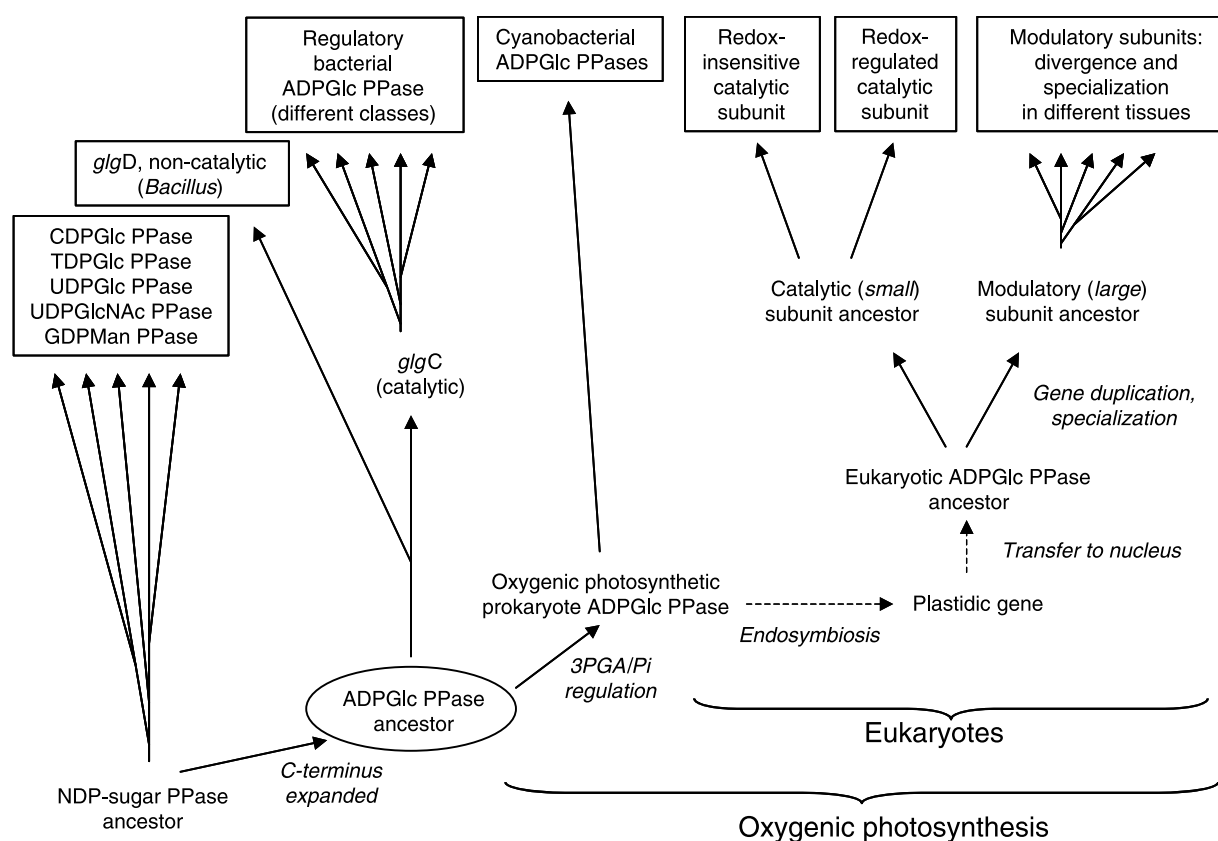 Regulatory
bacterial
ADPGlc PPase
(different classes)
Cyanobacterial
ADPGlc PPases
Redox-
insensitive
catalytic
subunit
Redox-
regulated
catalytic
subunit
Modulatory subunits:
divergence and
specialization
in different tissues
glgD, non-catalytic
(Bacillus)
CDPGlc PPase
TDPGlc PPase
UDPGlc PPase
UDPGlcNAc PPase
GDPMan PPase
Catalytic (small)
subunit ancestor
Modulatory (large)
subunit ancestor
glgC
(catalytic)
Gene duplication,
specialization
Eukaryotic ADPGlc PPase
ancestor
Transfer to nucleus
Oxygenic photosynthetic
prokaryote ADPGlc PPase
Plastidic gene
Endosymbiosis
3PGA/Pi
regulation
ADPGlc PPase
ancestor
Eukaryotes
C-terminus
expanded
NDP-sugar PPase
ancestor
Oxygenic photosynthesis